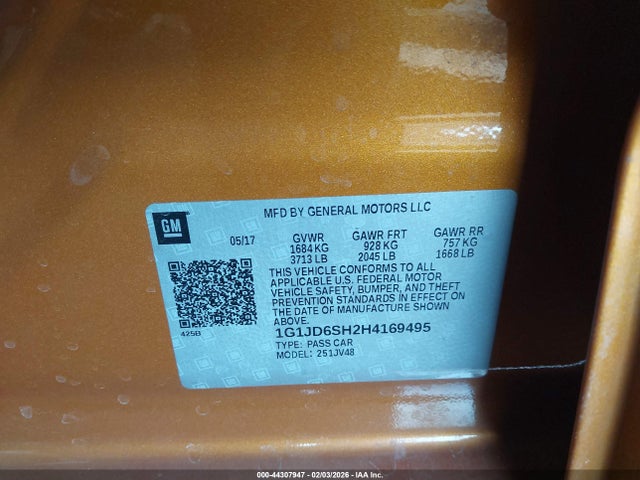 MFD BY GENERAL MOTORS LLC
GM
05/17 GVWR GAWR FRT GAWR RR
1684 KG 928 KG 757 KG
3713 LB 2045 LB 1668 LB
THIS VEHICLE CONFORMS TO ALL
APPLICABLE U.S. FEDERAL MOTOR
VEHICLE SAFETY, BUMPER, AND THEFT
PREVENTION STANDARDS IN EFFECT ON
THE DATE OF MANUFACTURE SHOWN
ABOVE.
425B
1G1JD6SH2H4169495
TYPE: PASS CAR
MODEL: 251JV48
000-44307947 - 02/03/2026 - IAA Inc.